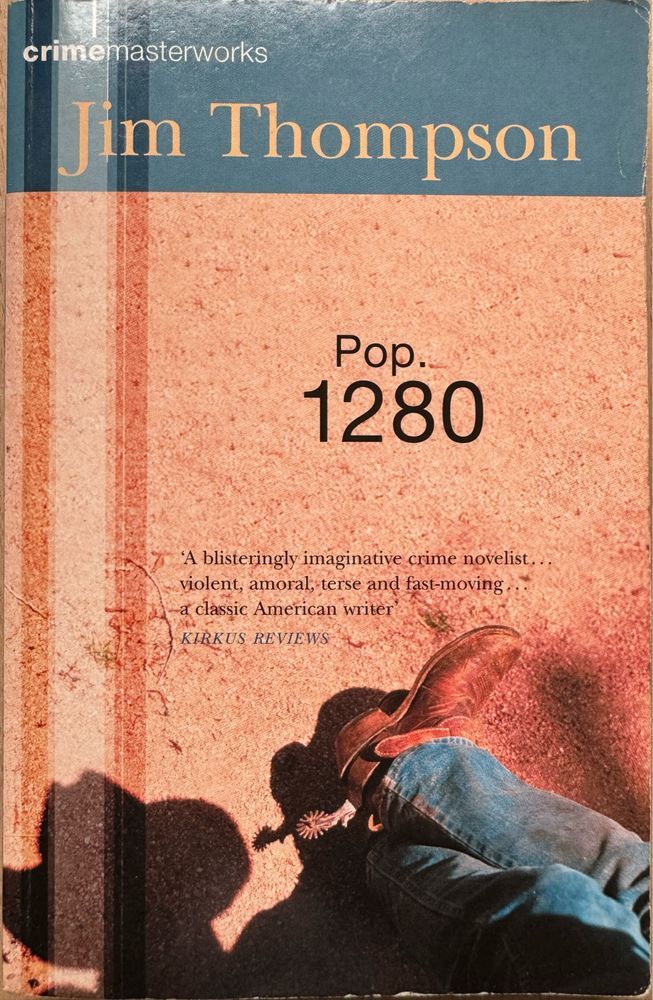 crimemasterworks
Jim Thompson
Pop.
1280
‘A blisteringly imaginative crime novelist...
violent, amoral, terse and fast-moving...
a classic American writer’
KIRKUS REVIEWS